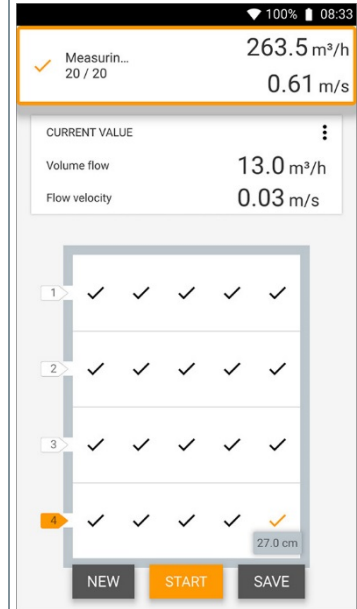 100% 08:33
Measurin... 263.5 m³/h
20 / 20 0.61 m/s
CURRENT VALUE
Volume flow 13.0 m³/h
Flow velocity 0.03 m/s
1
2
3
4
27.0 cm
NEW START SAVE